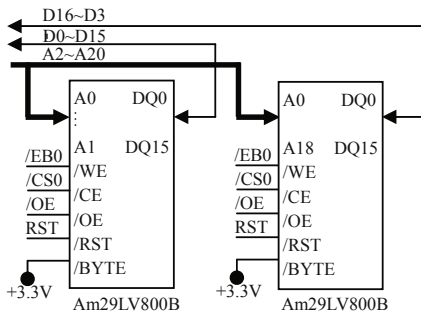 D16~D3
D0~D15
A2~A20
A0 DQ0
⋮
A1 DQ15
/EB0
/WE
/CS0
/CE
/OE
/OE
RST
/RST
/BYTE
+3.3V
Am29LV800B
A0 DQ0
A18 DQ15
/EB0
/WE
/CS0
/CE
/OE
/OE
RST
/RST
/BYTE
+3.3V
Am29LV800B